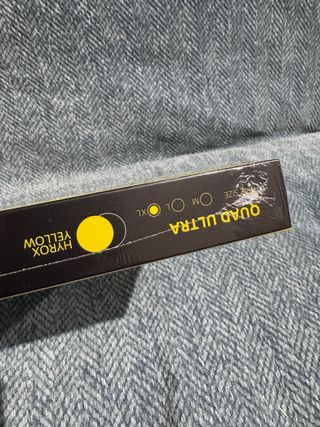 QUAD ULTRA
SIZE
M L XL
HYROX
YELLOW